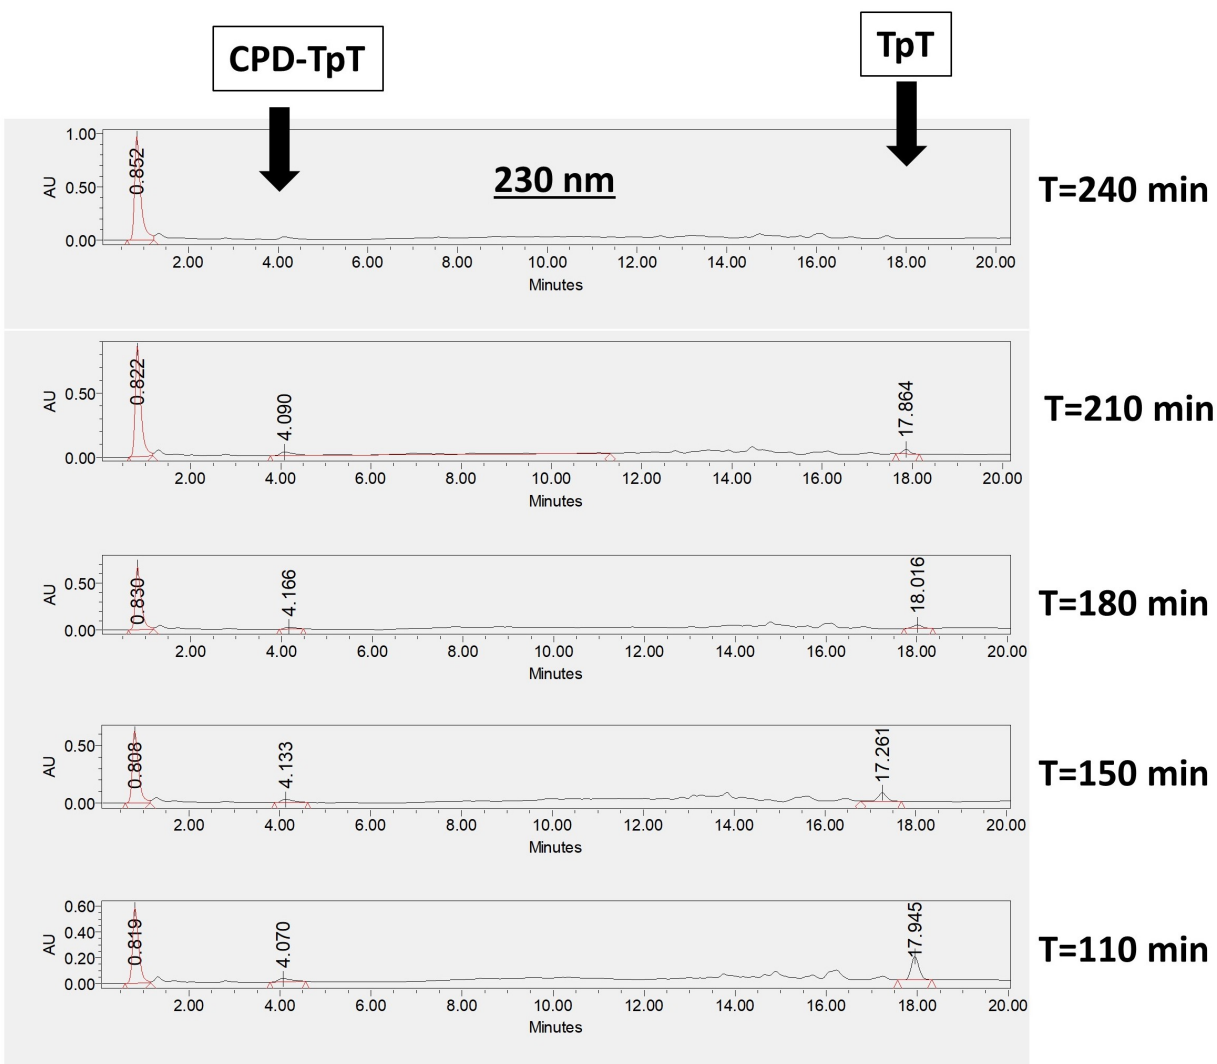 CPD-TpT
TpT
230 nm
T=240 min
AU
1.00
0.50
0.00
0.852
2.00 4.00 6.00 8.00 10.00 12.00 14.00 16.00 18.00 20.00
Minutes
T=210 min
AU
0.50
0.00
0.822
4.090
17.864
2.00 4.00 6.00 8.00 10.00 12.00 14.00 16.00 18.00 20.00
Minutes
T=180 min
AU
0.50
0.00
0.830
4.166
18.016
2.00 4.00 6.00 8.00 10.00 12.00 14.00 16.00 18.00 20.00
Minutes
T=150 min
AU
0.50
0.00
0.808
4.133
17.261
2.00 4.00 6.00 8.00 10.00 12.00 14.00 16.00 18.00 20.00
Minutes
T=110 min
AU
0.60
0.40
0.20
0.00
0.819
4.070
17.945
2.00 4.00 6.00 8.00 10.00 12.00 14.00 16.00 18.00 20.00
Minutes